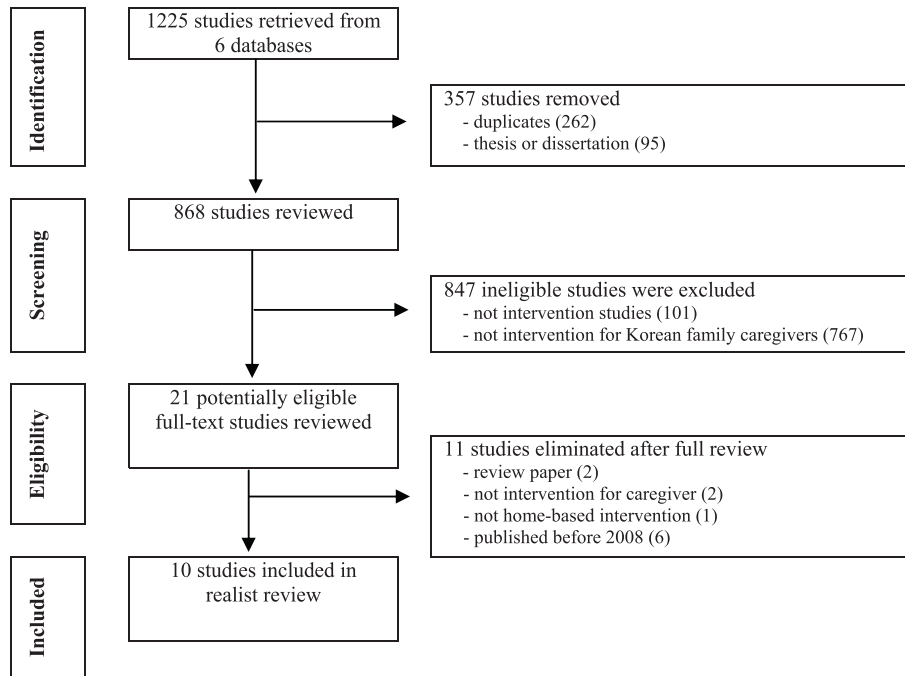 Identification
1225 studies retrieved from
6 databases
357 studies removed
- duplicates (262)
- thesis or dissertation (95)
Screening
868 studies reviewed
847 ineligible studies were excluded
- not intervention studies (101)
- not intervention for Korean family caregivers (767)
Eligibility
21 potentially eligible
full-text studies reviewed
11 studies eliminated after full review
- review paper (2)
- not intervention for caregiver (2)
- not home-based intervention (1)
- published before 2008 (6)
Included
10 studies included in
realist review